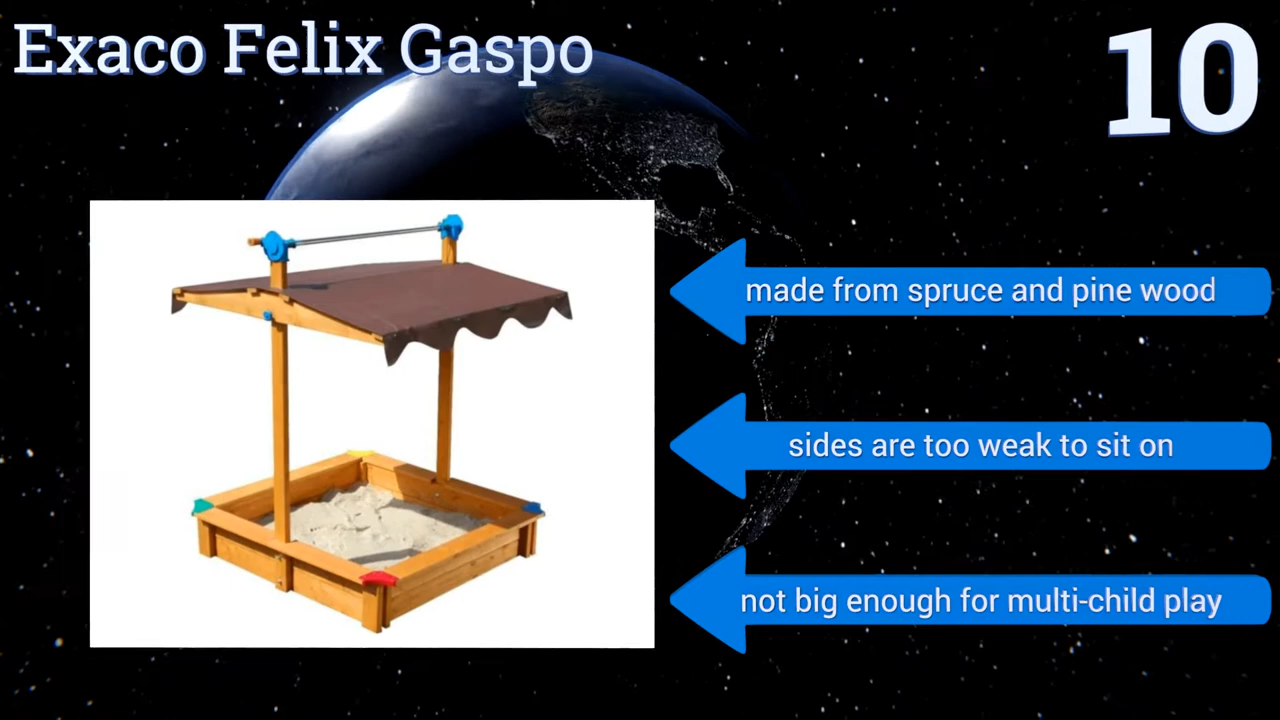 Exaco Felix Gaspo
10
made from spruce and pine wood
sides are too weak to sit on
not big enough for multi-child play